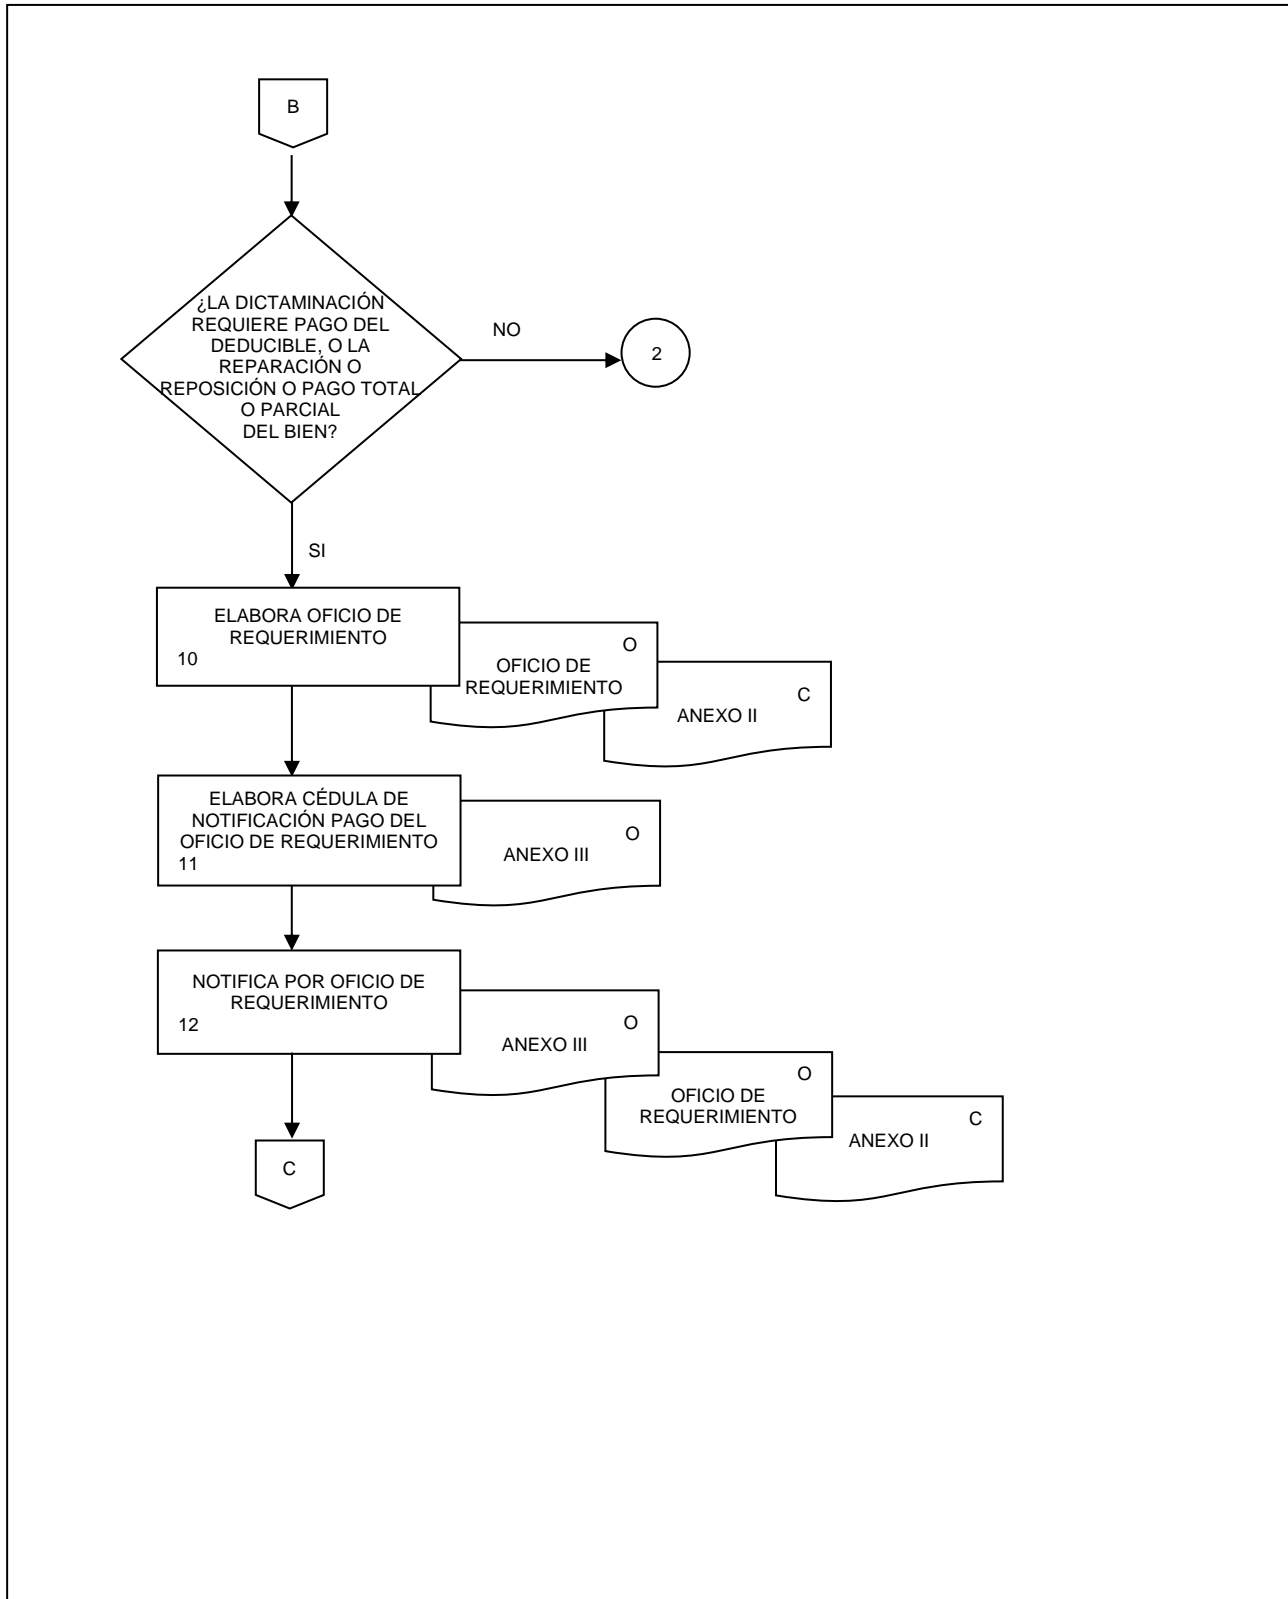 B
¿LA DICTAMINACIÓN
REQUIERE PAGO DEL
DEDUCIBLE, O LA
REPARACIÓN O
REPOSICIÓN O PAGO TOTAL
O PARCIAL
DEL BIEN?
NO
2
SI
ELABORA OFICIO DE
REQUERIMIENTO
10
O
OFICIO DE
REQUERIMIENTO
C
ANEXO II
ELABORA CÉDULA DE
NOTIFICACIÓN PAGO DEL
OFICIO DE REQUERIMIENTO
11
O
ANEXO III
NOTIFICA POR OFICIO DE
REQUERIMIENTO
12
O
ANEXO III
O
OFICIO DE
REQUERIMIENTO
C
ANEXO II
C